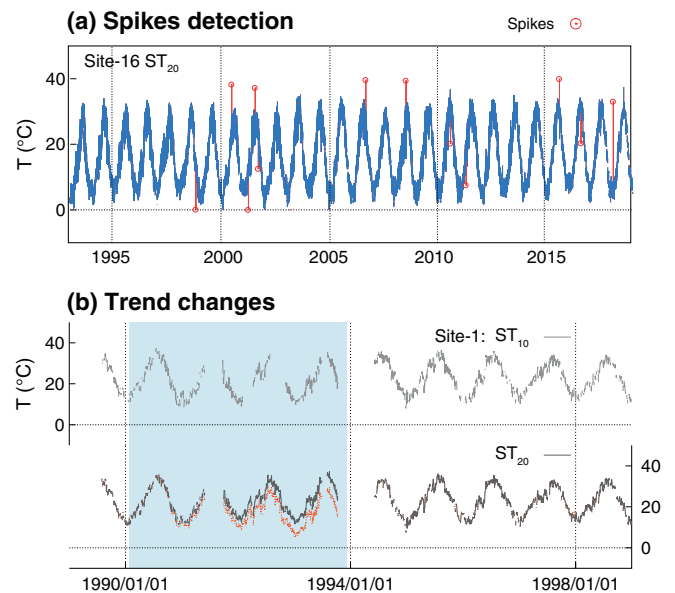 (a) Spikes detection
Spikes
Site-16 ST20
T (°C)
40
20
0
1995 2000 2005 2010 2015
(b) Trend changes
Site-1: ST10
T (°C)
40
20
0
ST20
40
20
0
1990/01/01 1994/01/01 1998/01/01